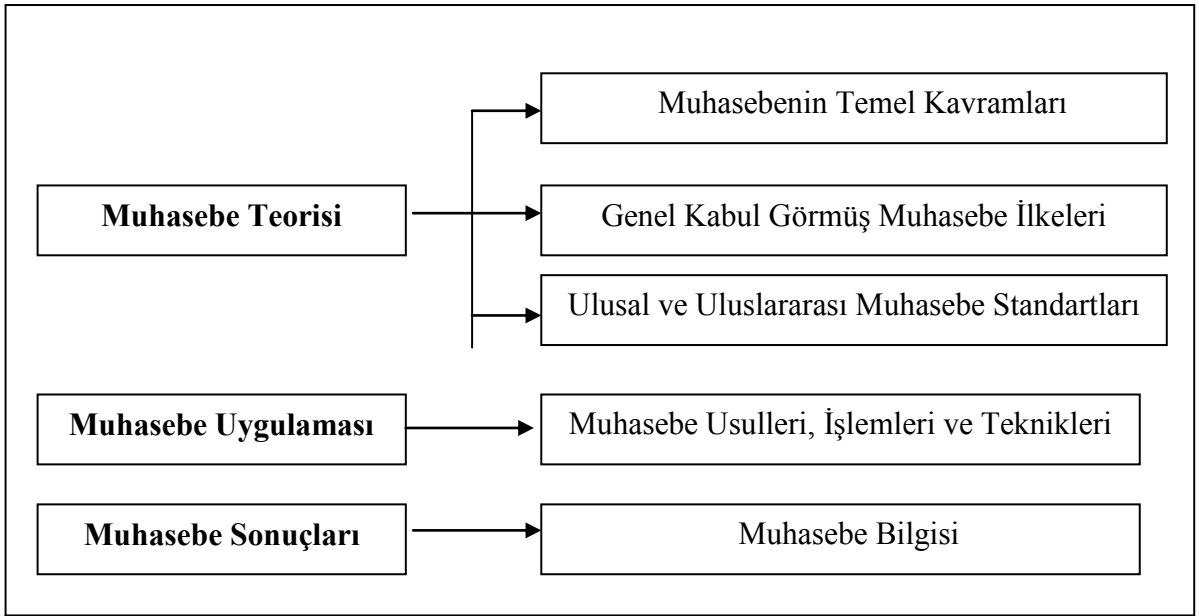 Muhasebenin Temel Kavramları
Muhasebe Teorisi
Genel Kabul Görmüş Muhasebe İlkeleri
Ulusal ve Uluslararası Muhasebe Standartları
Muhasebe Uygulaması
Muhasebe Usulleri, İşlemleri ve Teknikleri
Muhasebe Sonuçları
Muhasebe Bilgisi